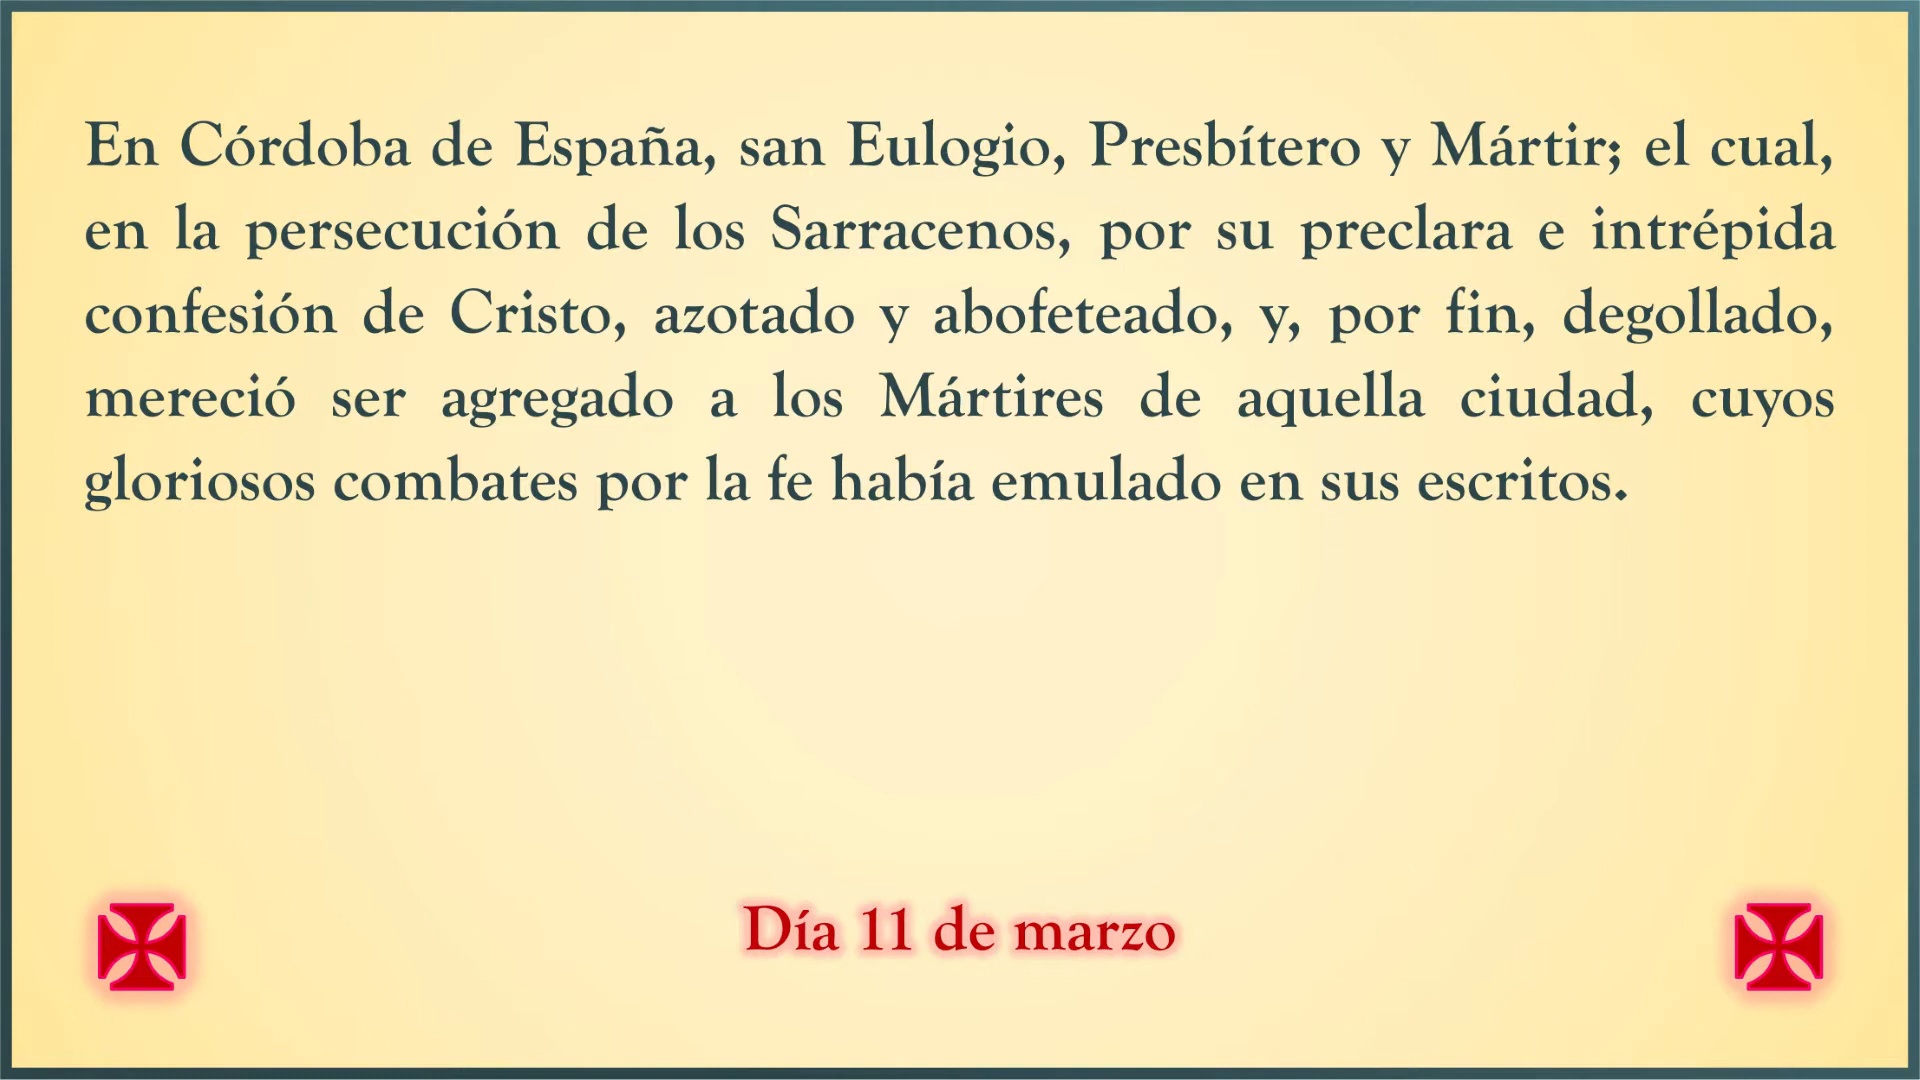 En Córdoba de España, san Eulogio, Presbítero y Mártir; el cual,
en la persecución de los Sarracenos, por su preclara e intrépida
confesión de Cristo, azotado y abofeteado, y, por fin, degollado,
mereció ser agregado a los Mártires de aquella ciudad, cuyos
gloriosos combates por la fe había emulado en sus escritos.
Día 11 de marzo